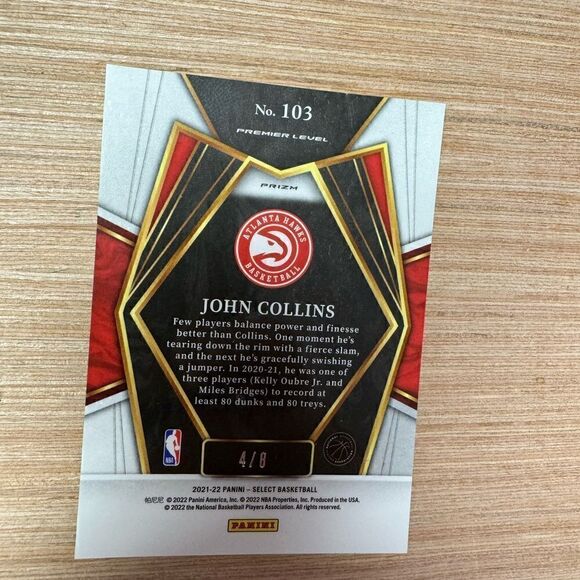 No. 103
PREMIER LEVEL
PRIZM
ATLANTA HAWKS
BASKETBALL
JOHN COLLINS
Few players balance power and finesse
better than Collins. One moment he's
tearing down the rim with a fierce slam,
and the next he's gracefully swishing
a jumper. In 2020-21, he was one of
three players (Kelly Oubre Jr. and
Miles Bridges) to record at
least 80 dunks and 80 treys.
NBA
4/8
2021-22 PANINI – SELECT BASKETBALL
帕尼尼 © 2022 Panini America, Inc. © 2022 NBA Properties, Inc. Produced in the USA.
© 2022 the National Basketball Players Association. All rights reserved.
PANINI